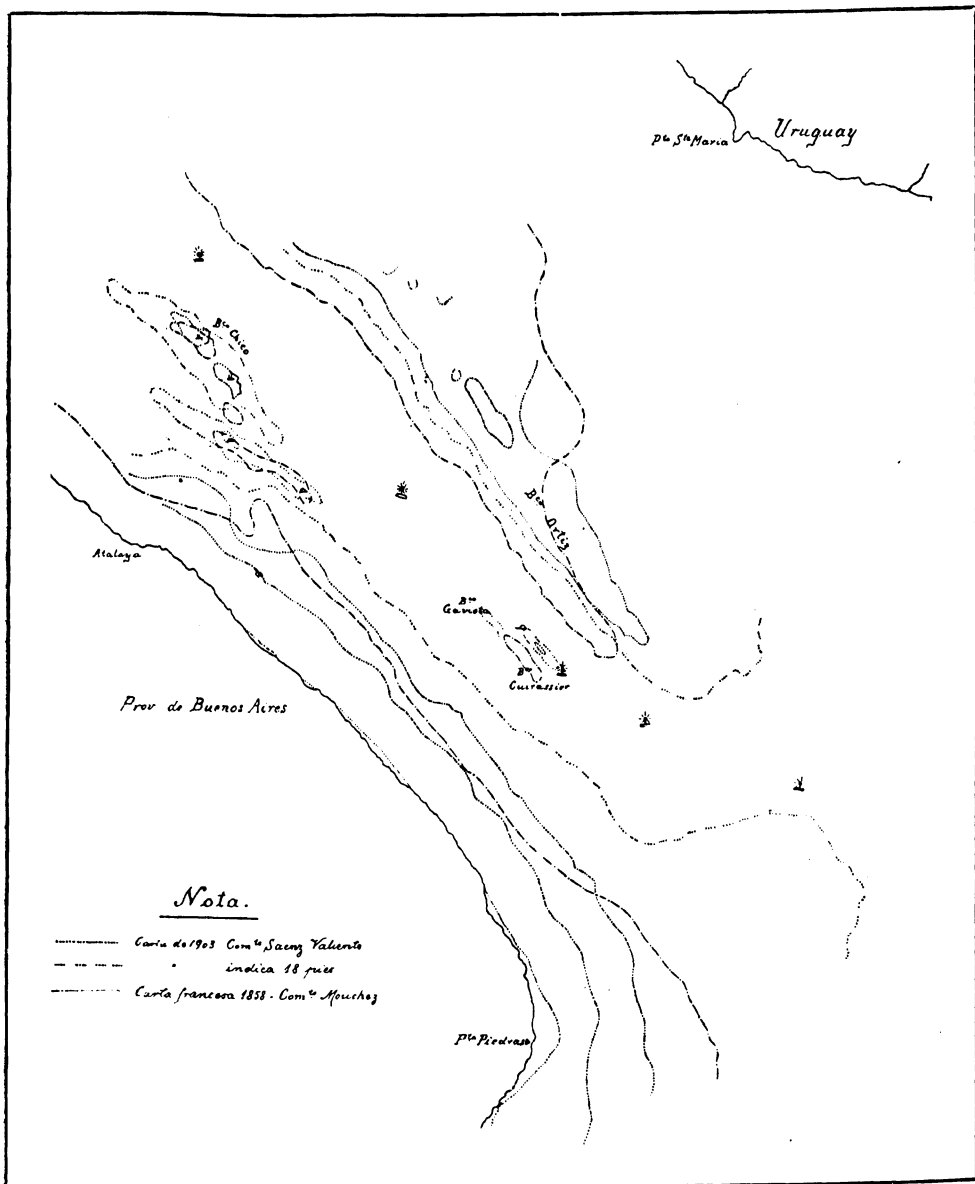 Uruguay
Pta Sta Maria
Bco Chico
Bco Ortiz
Atalaya
Bco
Gaviota
Bco
Cuirassier
Prov de Buenos Aires
Nota.
Carta de 1903 Comte Saenz Valiente
" indica 18 pies
Carta francesa 1858 - Comte Mouchez
Pta Piedras